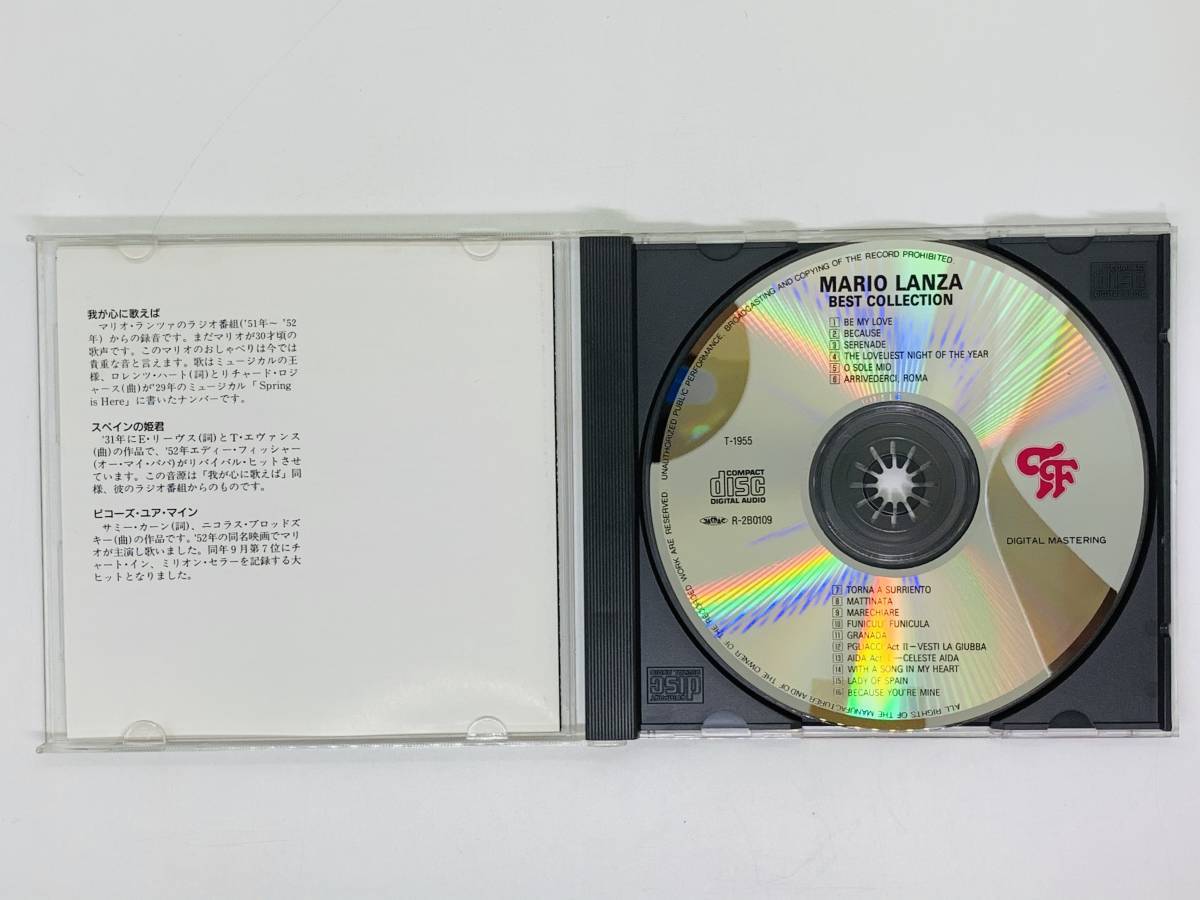 我が心に歌えば
マリオ・ランツァのラジオ番組('51年～ '52
年) からの録音です。まだマリオが30才頃の
歌声です。このマリオのおしゃべりは今では
貴重な音と言えます。歌はミュージカルの王
様、ロレンツ・ハート(詞)とリチャード・ロジ
ャース(曲)が'29年のミュージカル「Spring
is Here」に書いたナンバーです。
スペインの姫君
'31年にE・リーヴス(詞)とT・エヴァンス
(曲)の作品で、'52年エディー・フィッシャー
(オー・マイ・パパ)がリバイバル・ヒットさせ
ています。この音源は「我が心に歌えば」同
様、彼のラジオ番組からのものです。
ビコーズ・ユア・マイン
サミー・カーン(詞)、ニコラス・ブロッドズ
キー(曲)の作品です。'52年の同名映画でマリ
オが主演し歌いました。同年9月第7位にチ
ャート・イン、ミリオン・セラーを記録する大
ヒットとなりました。
MARIO LANZA
BEST COLLECTION
1 BE MY LOVE
2 BECAUSE
3 SERENADE
4 THE LOVELIEST NIGHT OF THE YEAR
5 O SOLE MIO
6 ARRIVEDERCI, ROMA
T-1955
COMPACT
disc
DIGITAL AUDIO
R-2B0109
DIGITAL MASTERING
7 TORNA A SURRIENTO
8 MATTINATA
9 MARECHIARE
10 FUNICULI' FUNICULA
11 GRANADA
12 PGLIACCI Act II－VESTI LA GIUBBA
13 AIDA Act I－CELESTE AIDA
14 WITH A SONG IN MY HEART
15 LADY OF SPAIN
16 BECAUSE YOU'RE MINE
ALL RIGHTS OF THE MANUFACTURER AND OF THE OWNER OF THE RECORDED WORK ARE RESERVED UNAUTHORIZED PUBLIC PERFORMANCE, BROADCASTING AND COPYING OF THE RECORD PROHIBITED.